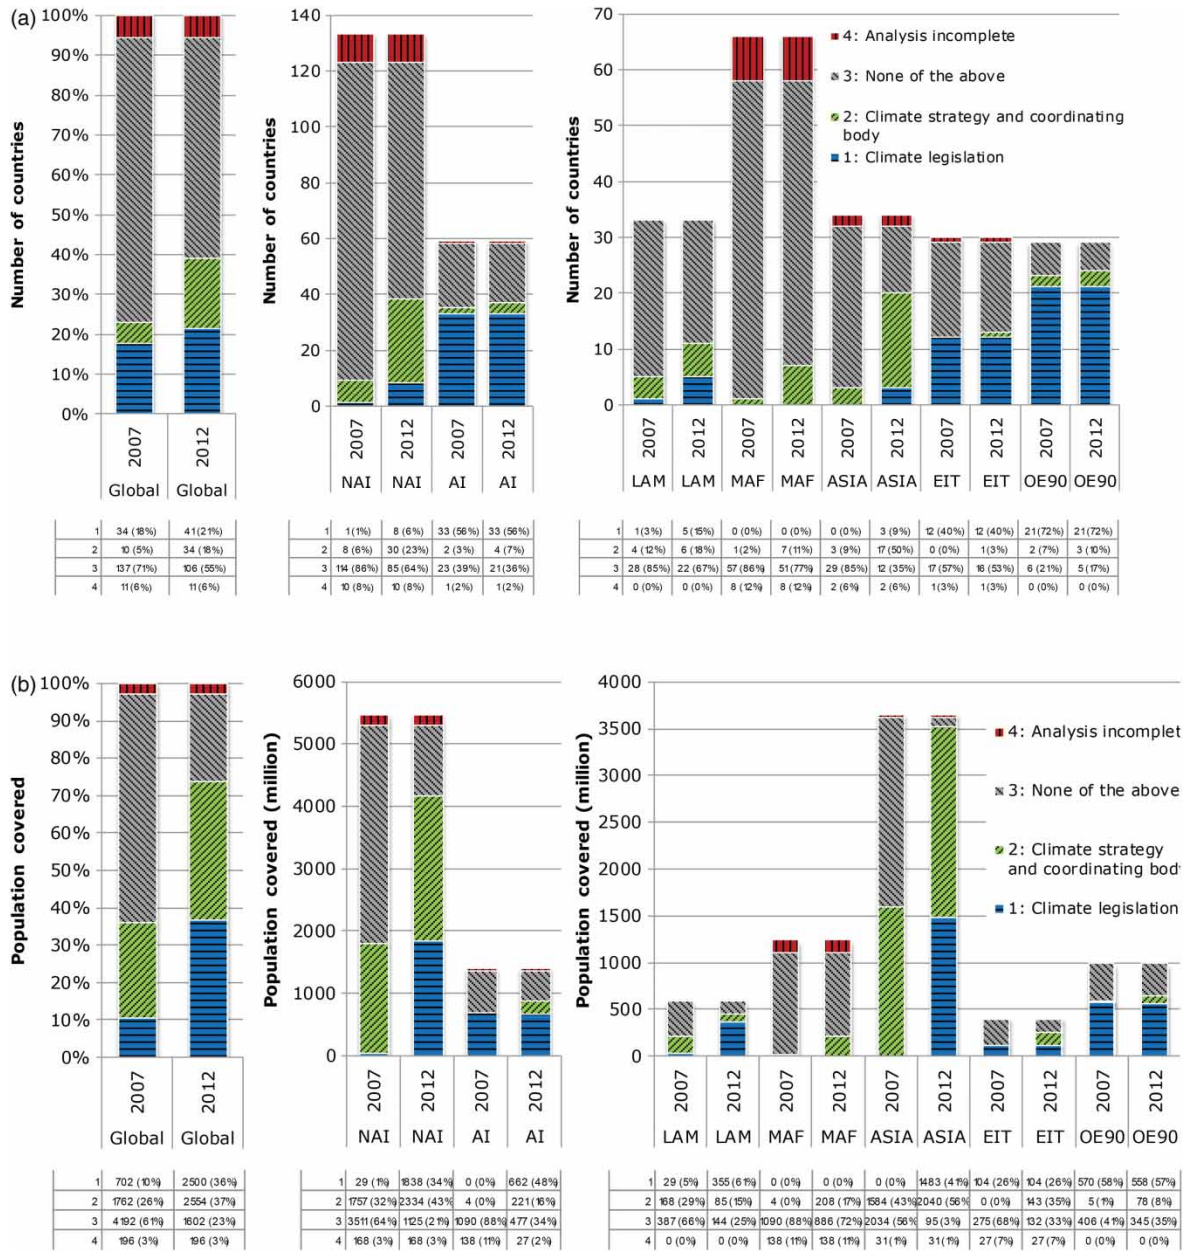 (a)
100%
90%
80%
70%
60%
50%
40%
30%
20%
10%
0%
Number of countries
2007 2012
Global Global
140
120
100
80
60
40
20
0
Number of countries
2007 2012 2007 2012
NAI NAI AI AI
70
60
50
40
30
20
10
0
Number of countries
4: Analysis incomplete
3: None of the above
2: Climate strategy and coordinating
body
1: Climate legislation
2007 2012 2007 2012 2007 2012 2007 2012 2007 2012
LAM LAM MAF MAF ASIA ASIA EIT EIT OE90 OE90
1 34 (18%) 41 (21%)
2 10 (5%) 34 (18%)
3 137 (71%) 106 (55%)
4 11 (6%) 11 (6%)
1 1 (1%) 8 (6%) 33 (56%) 33 (56%)
2 8 (6%) 30 (23%) 2 (3%) 4 (7%)
3 114 (86%) 85 (64%) 23 (39%) 21 (36%)
4 10 (8%) 10 (8%) 1 (2%) 1 (2%)
1 1 (3%) 5 (15%) 0 (0%) 0 (0%) 0 (0%) 3 (9%) 12 (40%) 12 (40%) 21 (72%) 21 (72%)
2 4 (12%) 6 (18%) 1 (2%) 7 (11%) 3 (9%) 17 (50%) 0 (0%) 1 (3%) 2 (7%) 3 (10%)
3 28 (85%) 22 (67%) 57 (86%) 51 (77%) 29 (85%) 12 (35%) 17 (57%) 16 (53%) 6 (21%) 5 (17%)
4 0 (0%) 0 (0%) 8 (12%) 8 (12%) 2 (6%) 2 (6%) 1 (3%) 1 (3%) 0 (0%) 0 (0%)
(b)
100%
90%
80%
70%
60%
50%
40%
30%
20%
10%
0%
Population covered
2007 2012
Global Global
6000
5000
4000
3000
2000
1000
0
Population covered (million)
2007 2012 2007 2012
NAI NAI AI AI
4000
3500
3000
2500
2000
1500
1000
500
0
Population covered (million)
4: Analysis incomplet
3: None of the above
2: Climate strategy
and coordinating bod
1: Climate legislation
2007 2012 2007 2012 2007 2012 2007 2012 2007 2012
LAM LAM MAF MAF ASIA ASIA EIT EIT OE90 OE90
1 702 (10%) 2500 (36%)
2 1762 (26%) 2554 (37%)
3 4192 (61%) 1602 (23%)
4 196 (3%) 196 (3%)
1 29 (1%) 1838 (34%) 0 (0%) 662 (48%)
2 1757 (32%) 2334 (43% 4 (0%) 221 (16%)
3 3511 (64%) 1125 (21%) 1090 (88%) 477 (34%)
4 168 (3%) 168 (3%) 138 (11%) 27 (2%)
1 29 (5%) 355 (61%) 0 (0%) 0 (0%) 0 (0%) 1483 (41%) 104 (26%) 104 (26%) 570 (58%) 558 (57%)
2 168 (29%) 85 (15%) 4 (0%) 208 (17%) 1584 (43%) 2040 (56% 0 (0%) 143 (35%) 5 (1%) 78 (8%)
3 387 (66%) 144 (25%) 1090 (88%) 886 (72%) 2034 (56% 95 (3%) 275 (68%) 132 (33%) 406 (41%) 345 (35%)
4 0 (0%) 0 (0%) 138 (11%) 138 (11%) 31 (1%) 31 (1%) 27 (7%) 27 (7%) 0 (0%) 0 (0%)